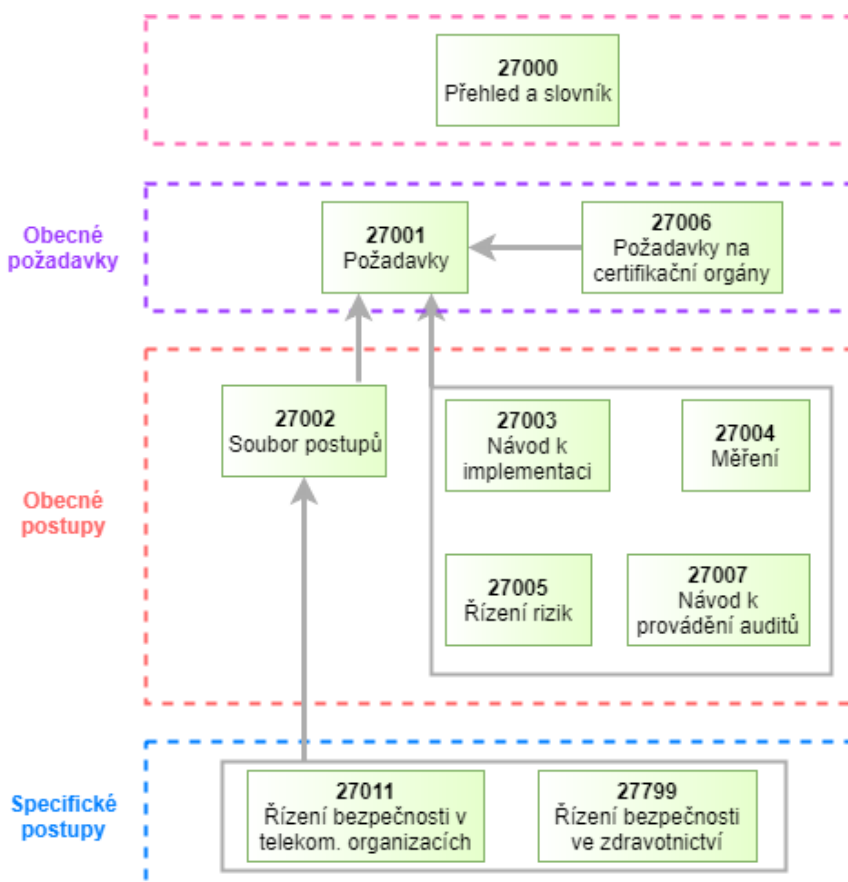 27000
Přehled a slovník
Obecné
požadavky
27001
Požadavky
27006
Požadavky na
certifikační orgány
Obecné
postupy
27002
Soubor postupů
27003
Návod k
implementaci
27004
Měření
27005
Řízení rizik
27007
Návod k
provádění auditů
Specifické
postupy
27011
Řízení bezpečnosti v
telekom. organizacích
27799
Řízení bezpečnosti
ve zdravotnictví